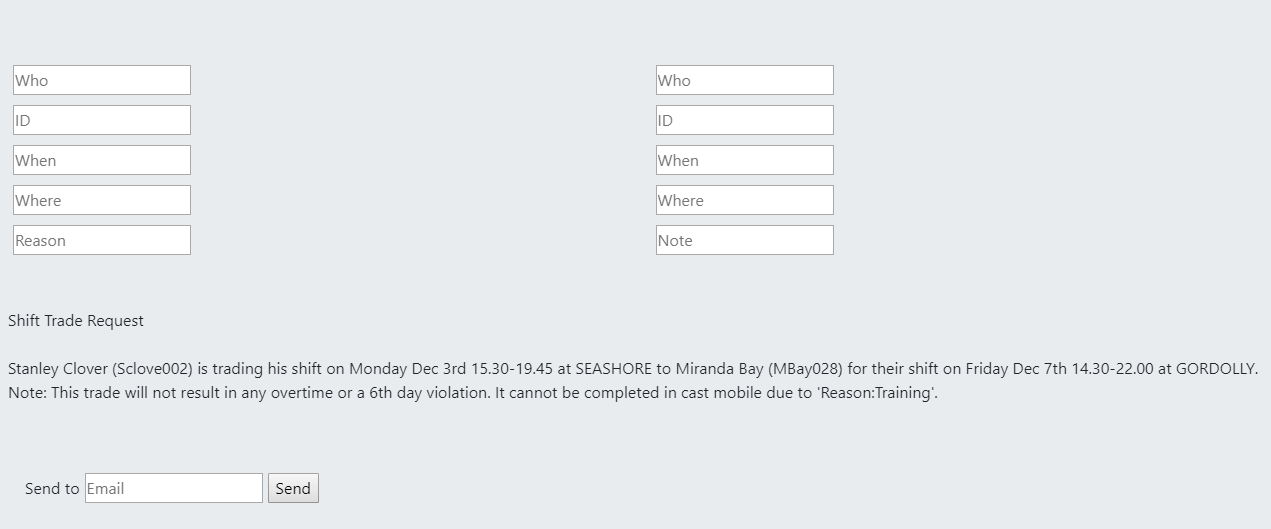 Who Who
ID ID
When When
Where Where
Reason Note
Shift Trade Request
Stanley Clover (Sclove002) is trading his shift on Monday Dec 3rd 15.30-19.45 at SEASHORE to Miranda Bay (MBay028) for their shift on Friday Dec 7th 14.30-22.00 at GORDOLLY.
Note: This trade will not result in any overtime or a 6th day violation. It cannot be completed in cast mobile due to 'Reason:Training'.
Send to Email Send